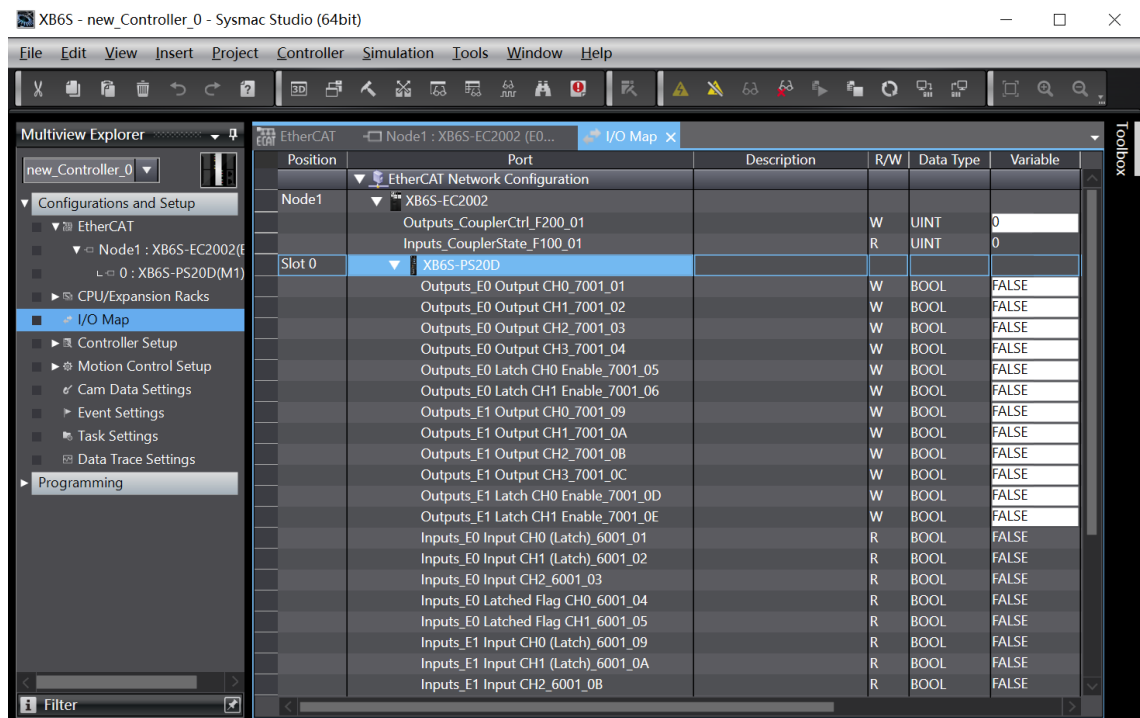 XB6S - new_Controller_0 - Sysmac Studio (64bit)
File Edit View Insert Project Controller Simulation Tools Window Help
Multiview Explorer
new_Controller_0
Configurations and Setup
EtherCAT
Node1 : XB6S-EC2002(E
0 : XB6S-PS20D(M1)
CPU/Expansion Racks
I/O Map
Controller Setup
Motion Control Setup
Cam Data Settings
Event Settings
Task Settings
Data Trace Settings
Programming
Filter
EtherCAT Node1 : XB6S-EC2002 (E0... I/O Map
Position Port Description R/W Data Type Variable
EtherCAT Network Configuration
Node1 XB6S-EC2002
Outputs_CouplerCtrl_F200_01 W UINT 0
Inputs_CouplerState_F100_01 R UINT 0
Slot 0 XB6S-PS20D
Outputs_E0 Output CH0_7001_01 W BOOL FALSE
Outputs_E0 Output CH1_7001_02 W BOOL FALSE
Outputs_E0 Output CH2_7001_03 W BOOL FALSE
Outputs_E0 Output CH3_7001_04 W BOOL FALSE
Outputs_E0 Latch CH0 Enable_7001_05 W BOOL FALSE
Outputs_E0 Latch CH1 Enable_7001_06 W BOOL FALSE
Outputs_E1 Output CH0_7001_09 W BOOL FALSE
Outputs_E1 Output CH1_7001_0A W BOOL FALSE
Outputs_E1 Output CH2_7001_0B W BOOL FALSE
Outputs_E1 Output CH3_7001_0C W BOOL FALSE
Outputs_E1 Latch CH0 Enable_7001_0D W BOOL FALSE
Outputs_E1 Latch CH1 Enable_7001_0E W BOOL FALSE
Inputs_E0 Input CH0 (Latch)_6001_01 R BOOL FALSE
Inputs_E0 Input CH1 (Latch)_6001_02 R BOOL FALSE
Inputs_E0 Input CH2_6001_03 R BOOL FALSE
Inputs_E0 Latched Flag CH0_6001_04 R BOOL FALSE
Inputs_E0 Latched Flag CH1_6001_05 R BOOL FALSE
Inputs_E1 Input CH0 (Latch)_6001_09 R BOOL FALSE
Inputs_E1 Input CH1 (Latch)_6001_0A R BOOL FALSE
Inputs_E1 Input CH2_6001_0B R BOOL FALSE
Toolbox